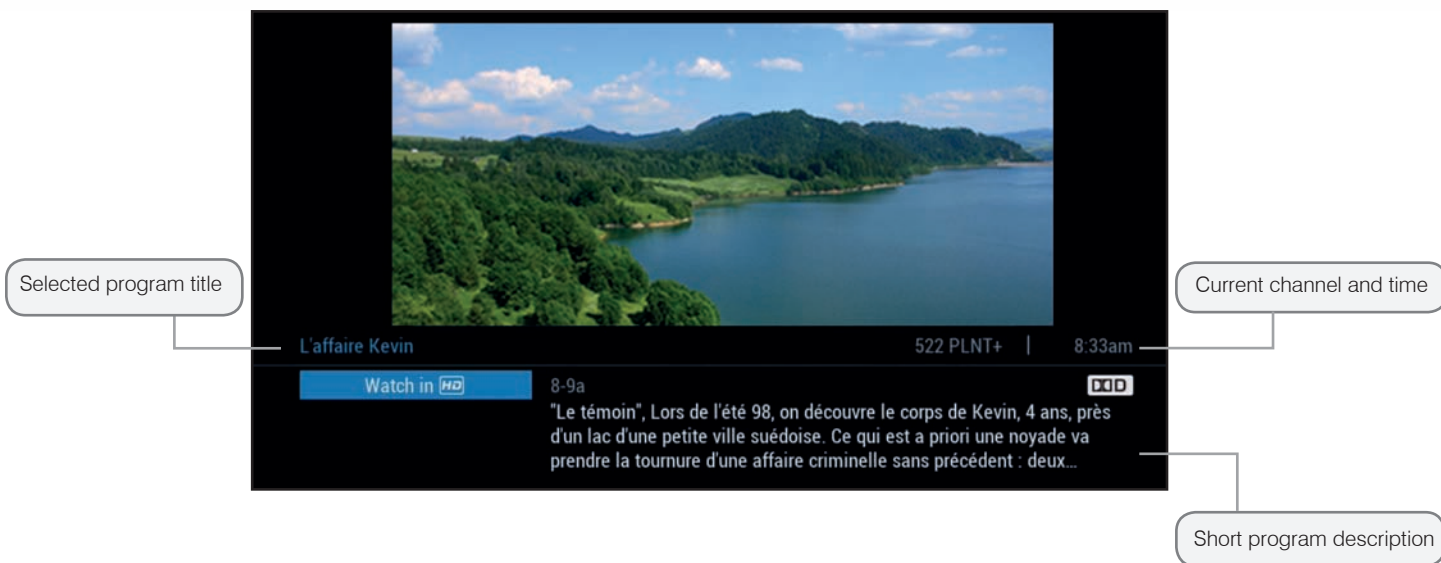 Selected program title
Current channel and time
L'affaire Kevin
522 PLNT+ | 8:33am
Watch in HD
8-9a
"Le témoin", Lors de l'été 98, on découvre le corps de Kevin, 4 ans, près
d'un lac d'une petite ville suédoise. Ce qui est a priori une noyade va
prendre la tournure d'une affaire criminelle sans précédent : deux...
Short program description